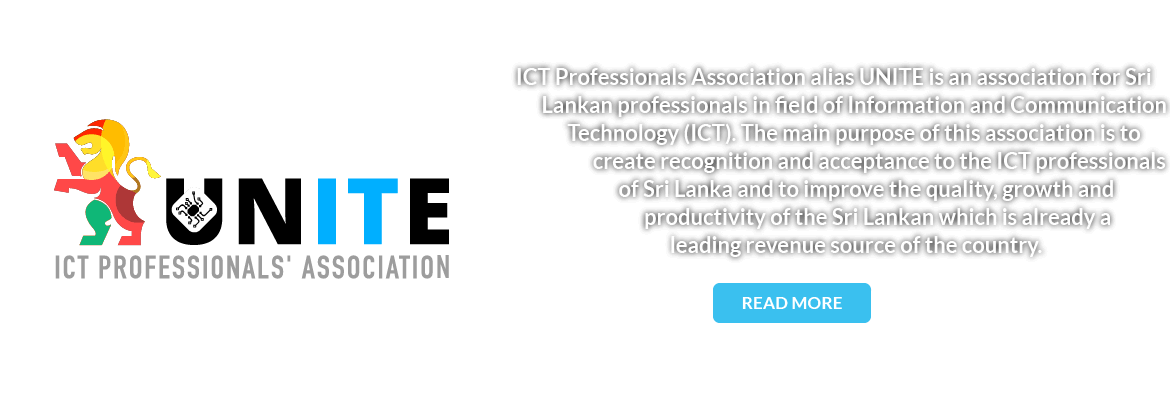 UNITE
ICT PROFESSIONALS' ASSOCIATION
ICT Professionals Association alias UNITE is an association for Sri
Lankan professionals in field of Information and Communication
Technology (ICT). The main purpose of this association is to
create recognition and acceptance to the ICT professionals
of Sri Lanka and to improve the quality, growth and
productivity of the Sri Lankan which is already a
leading revenue source of the country.
READ MORE